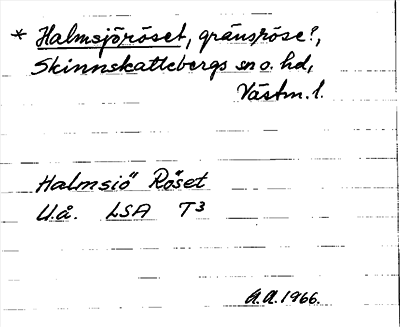 * Halmsjöröset, gränsröse?,
Skinnskattebergs sn o. hd,
Västm. l.
Halmsiö Röset
U.å. LSA T3
A.A. 1966.